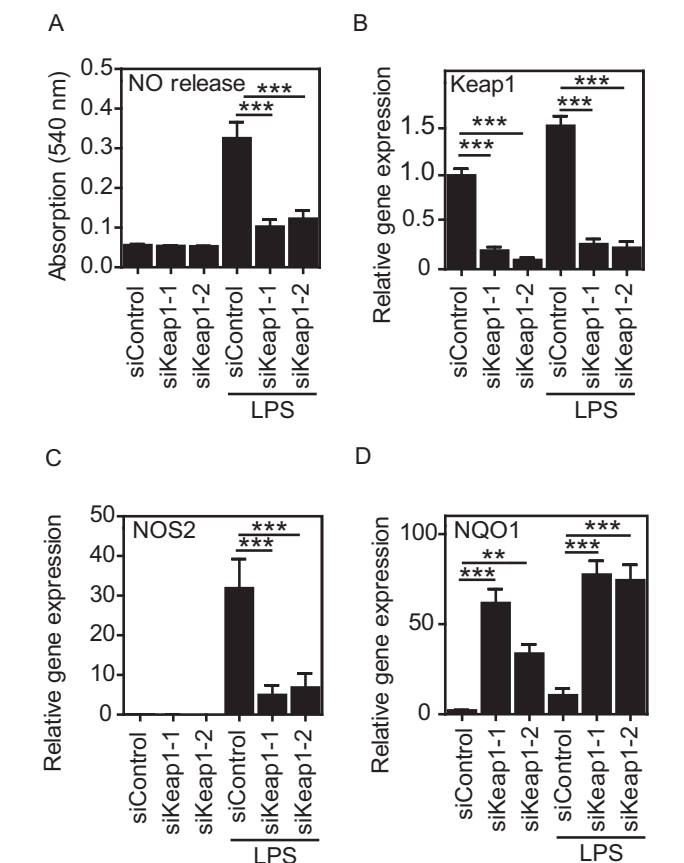 A
Absorption (540 nm)
NO release
0.5
0.4
0.3
0.2
0.1
0.0
***
***
siControl
siKeap1-1
siKeap1-2
siControl
siKeap1-1
siKeap1-2
LPS
B
Relative gene expression
Keap1
1.5
1.0
0.5
0
***
***
***
***
siControl
siKeap1-1
siKeap1-2
siControl
siKeap1-1
siKeap1-2
LPS
C
Relative gene expression
NOS2
50
40
30
20
10
0
***
***
siControl
siKeap1-1
siKeap1-2
siControl
siKeap1-1
siKeap1-2
LPS
D
Relative gene expression
NQO1
100
50
0
**
***
***
***
siControl
siKeap1-1
siKeap1-2
siControl
siKeap1-1
siKeap1-2
LPS